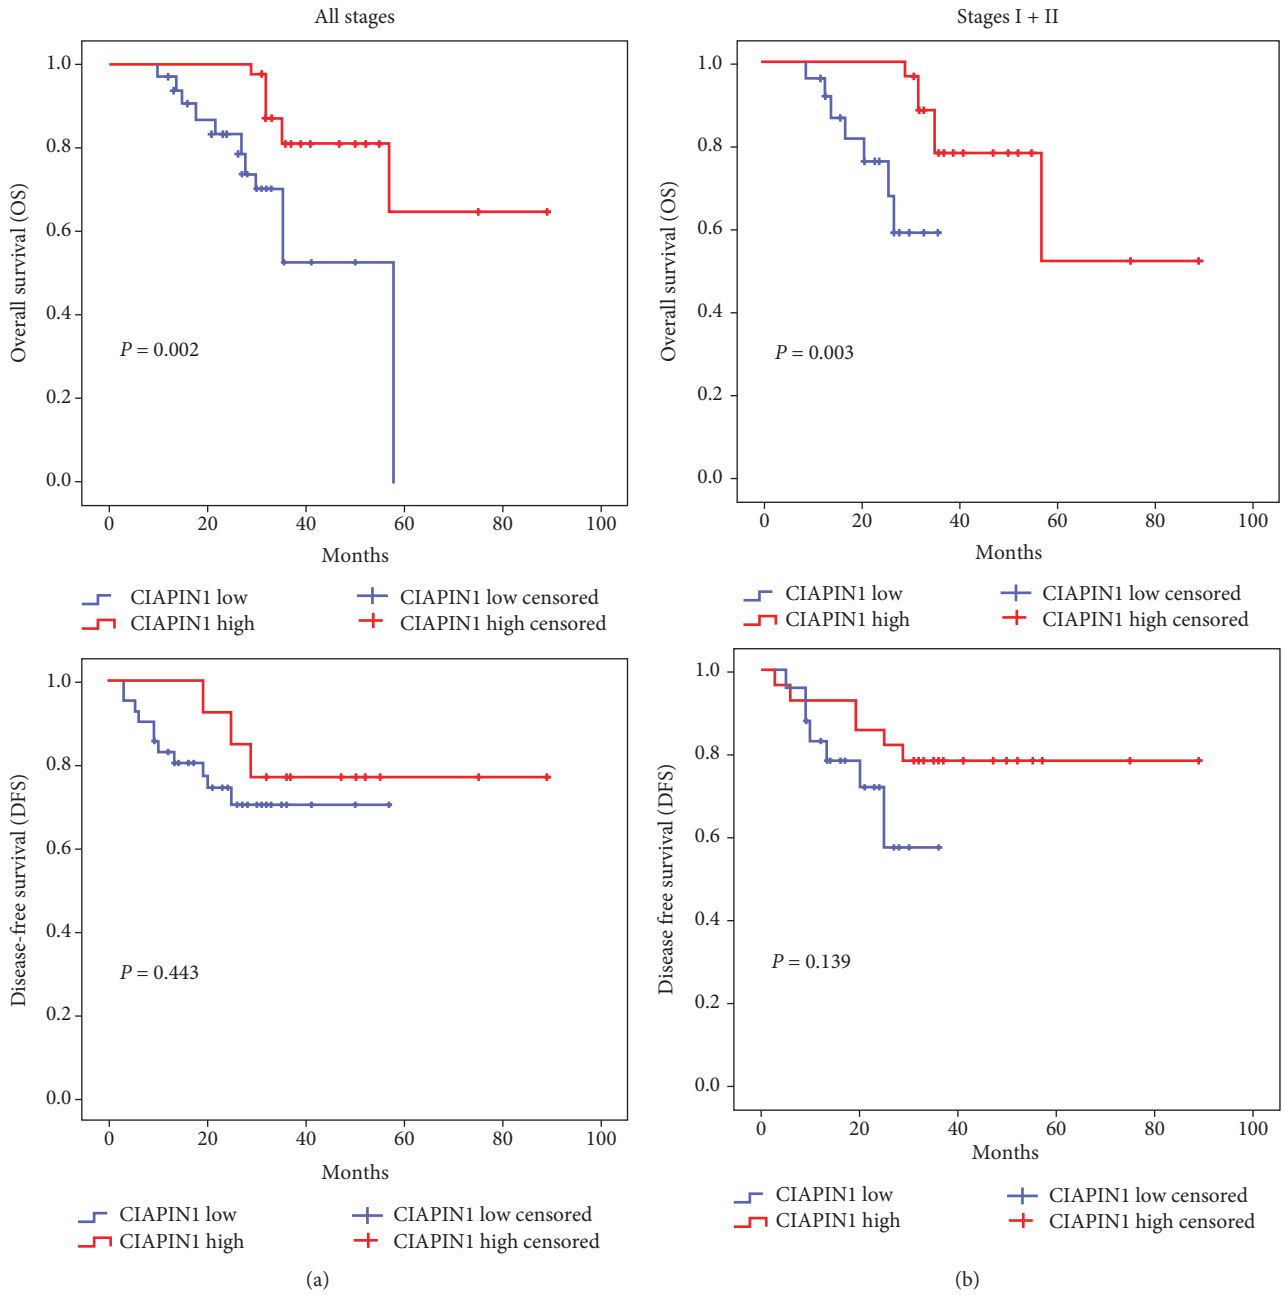 All stages
1.0
0.8
0.6
0.4
0.2
0.0
Overall survival (OS)
P = 0.002
0 20 40 60 80 100
Months
CIAPIN1 low
CIAPIN1 high
CIAPIN1 low censored
CIAPIN1 high censored
Stages I + II
1.0
0.8
0.6
0.4
0.2
0.0
Overall survival (OS)
P = 0.003
0 20 40 60 80 100
Months
CIAPIN1 low
CIAPIN1 high
CIAPIN1 low censored
CIAPIN1 high censored
1.0
0.8
0.6
0.4
0.2
0.0
Disease-free survival (DFS)
P = 0.443
0 20 40 60 80 100
Months
CIAPIN1 low
CIAPIN1 high
CIAPIN1 low censored
CIAPIN1 high censored
(a)
1.0
0.8
0.6
0.4
0.2
0.0
Disease free survival (DFS)
P = 0.139
0 20 40 60 80 100
Months
CIAPIN1 low
CIAPIN1 high
CIAPIN1 low censored
CIAPIN1 high censored
(b)